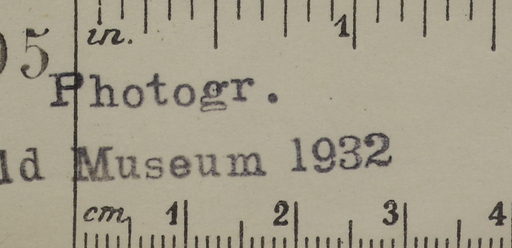 in. 1
5
Photogr.
ld Museum 1932
cm 1 2 3 4